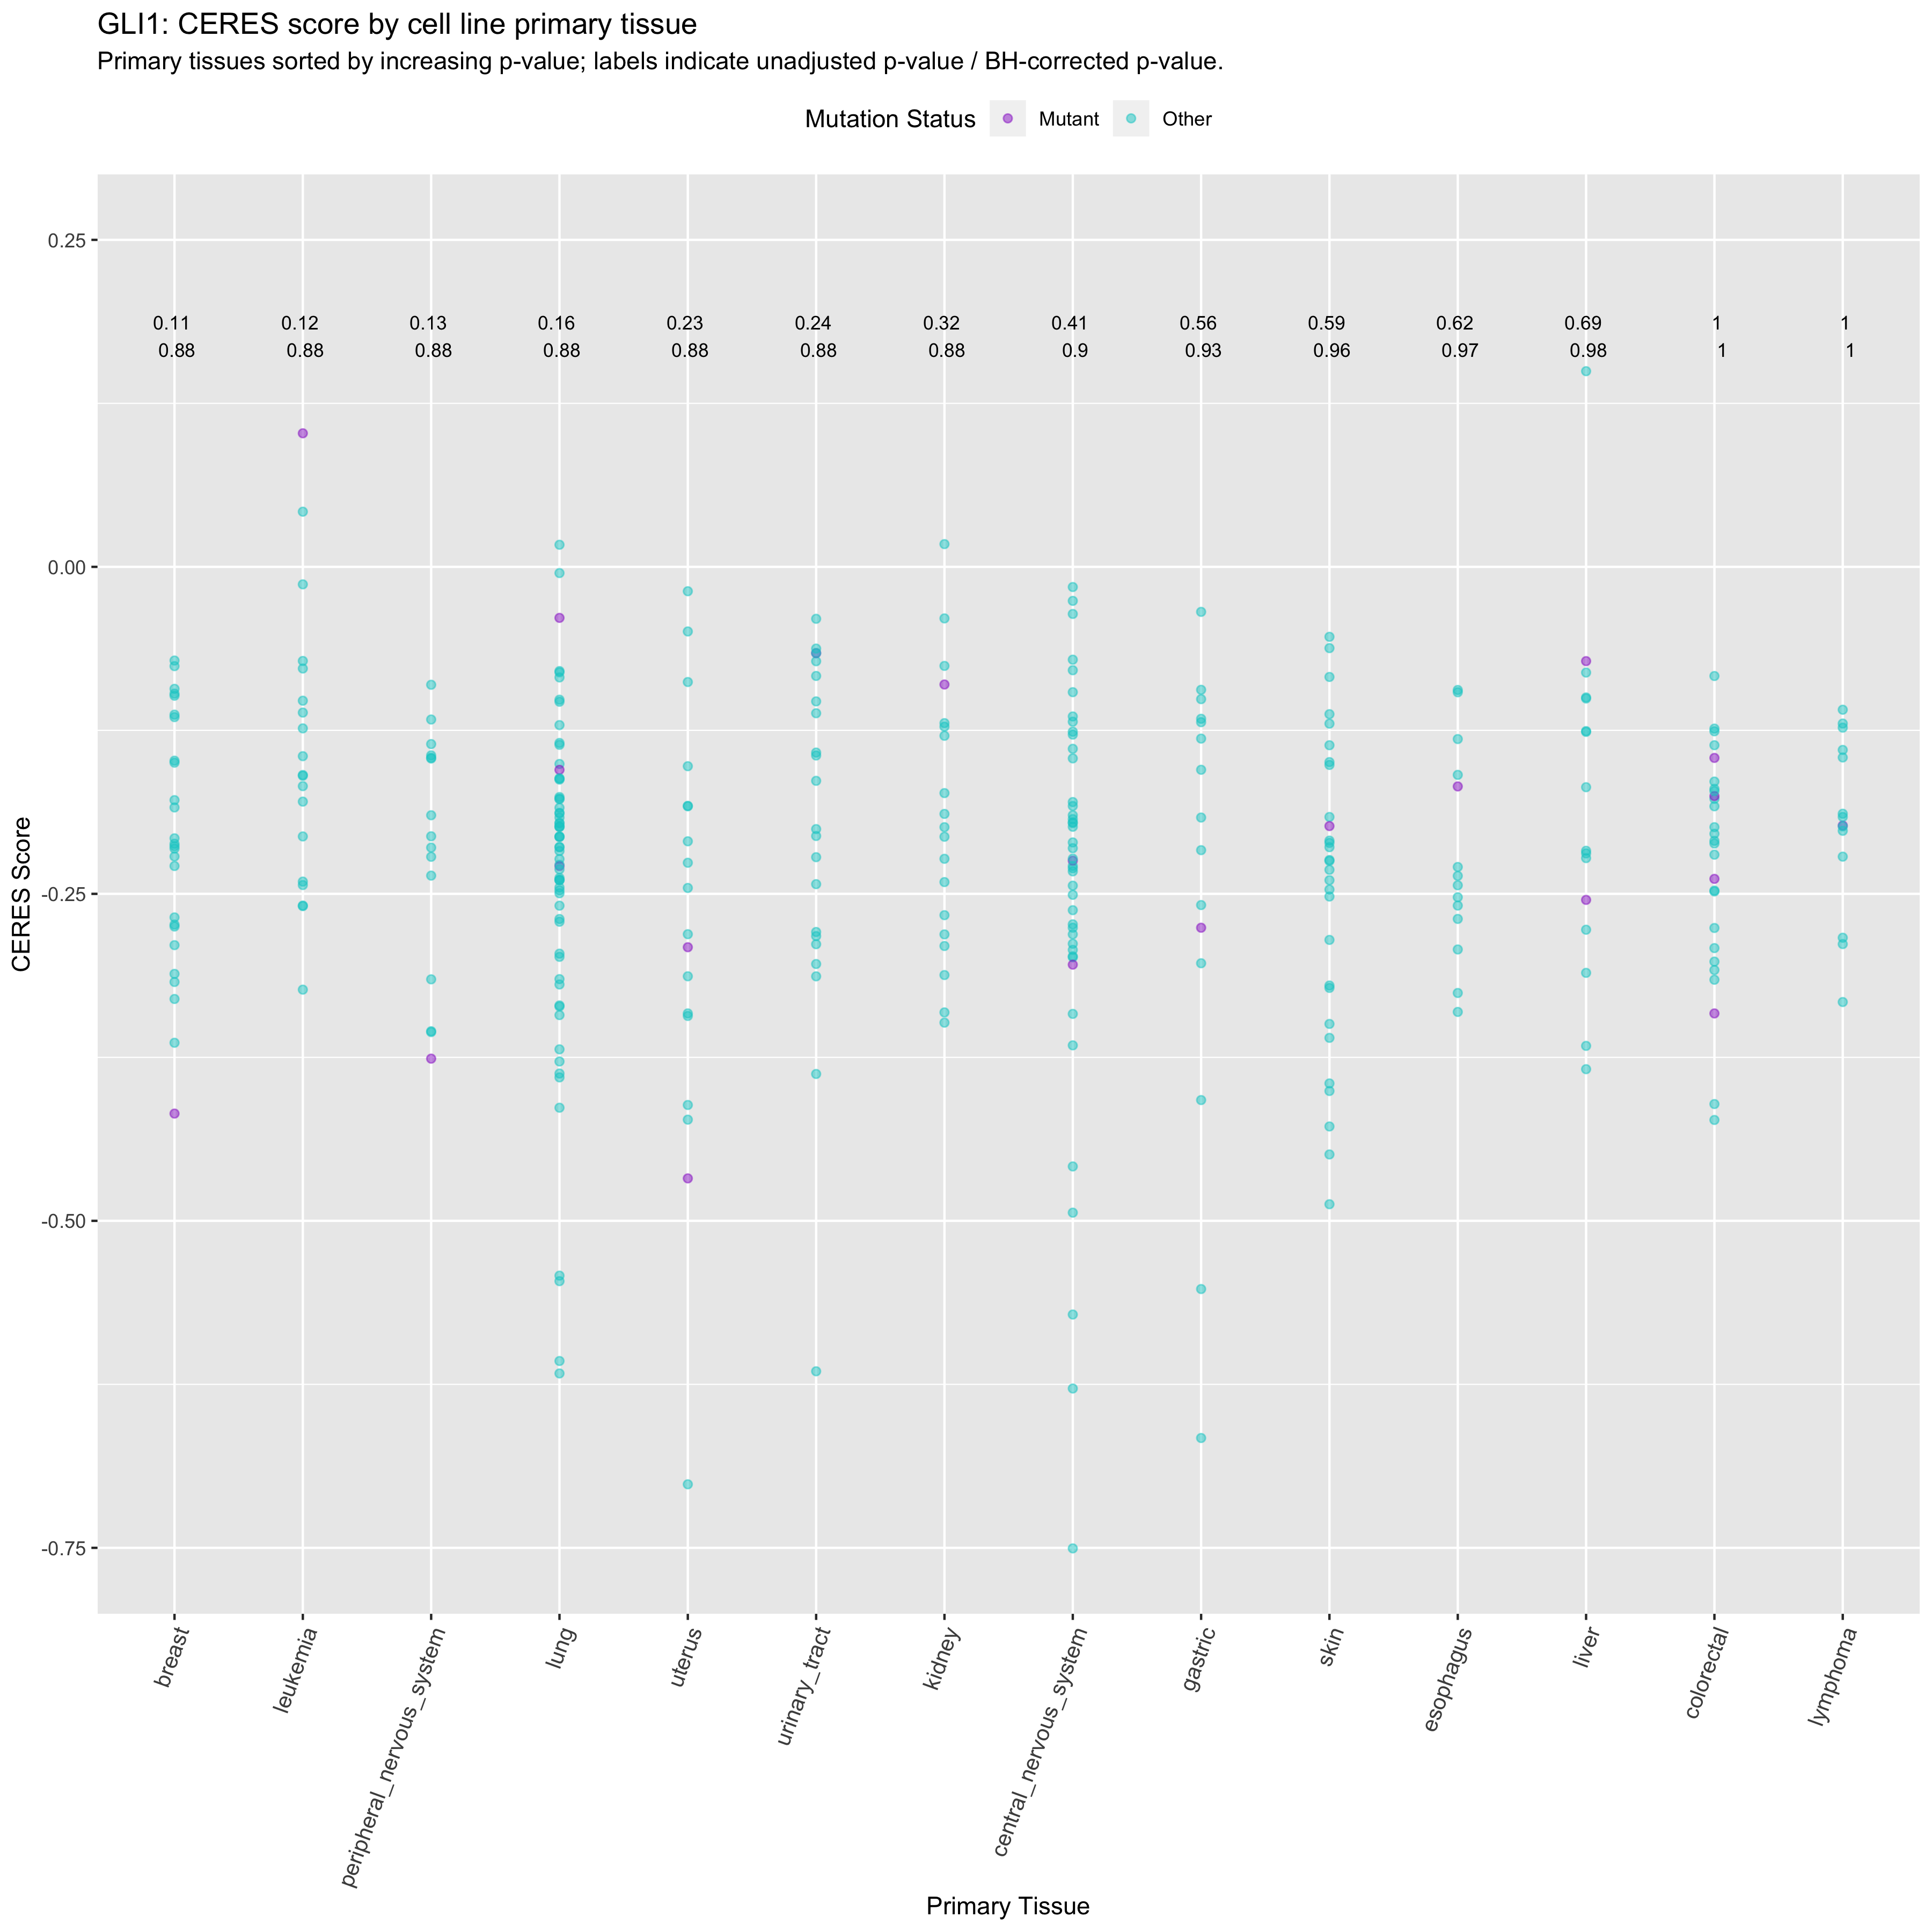 GLI1: CERES score by cell line primary tissue
Primary tissues sorted by increasing p-value; labels indicate unadjusted p-value / BH-corrected p-value.
Mutation Status Mutant Other
0.25
0.11 0.12 0.13 0.16 0.23 0.24 0.32 0.41 0.56 0.59 0.62 0.69 1 1
0.88 0.88 0.88 0.88 0.88 0.88 0.88 0.9 0.93 0.96 0.97 0.98 1 1
0.00
-0.25
-0.50
-0.75
CERES Score
breast leukemia peripheral_nervous_system lung uterus urinary_tract kidney central_nervous_system gastric skin esophagus liver colorectal lymphoma
Primary Tissue